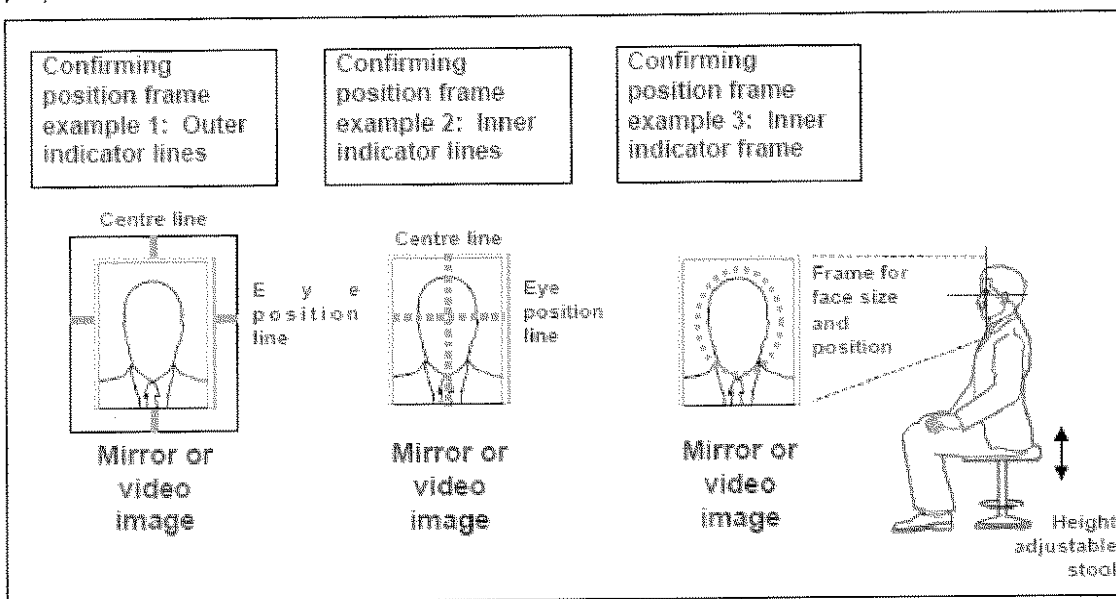 Confirming
position frame
example 1: Outer
indicator lines
Confirming
position frame
example 2: Inner
indicator lines
Confirming
position frame
example 3: Inner
indicator frame
Centre line
E y e
position
line
Mirror or
video
image
Centre line
Eye
position
line
Mirror or
video
image
Frame for
face size
and
position
Mirror or
video
image
Height
adjustable
stool